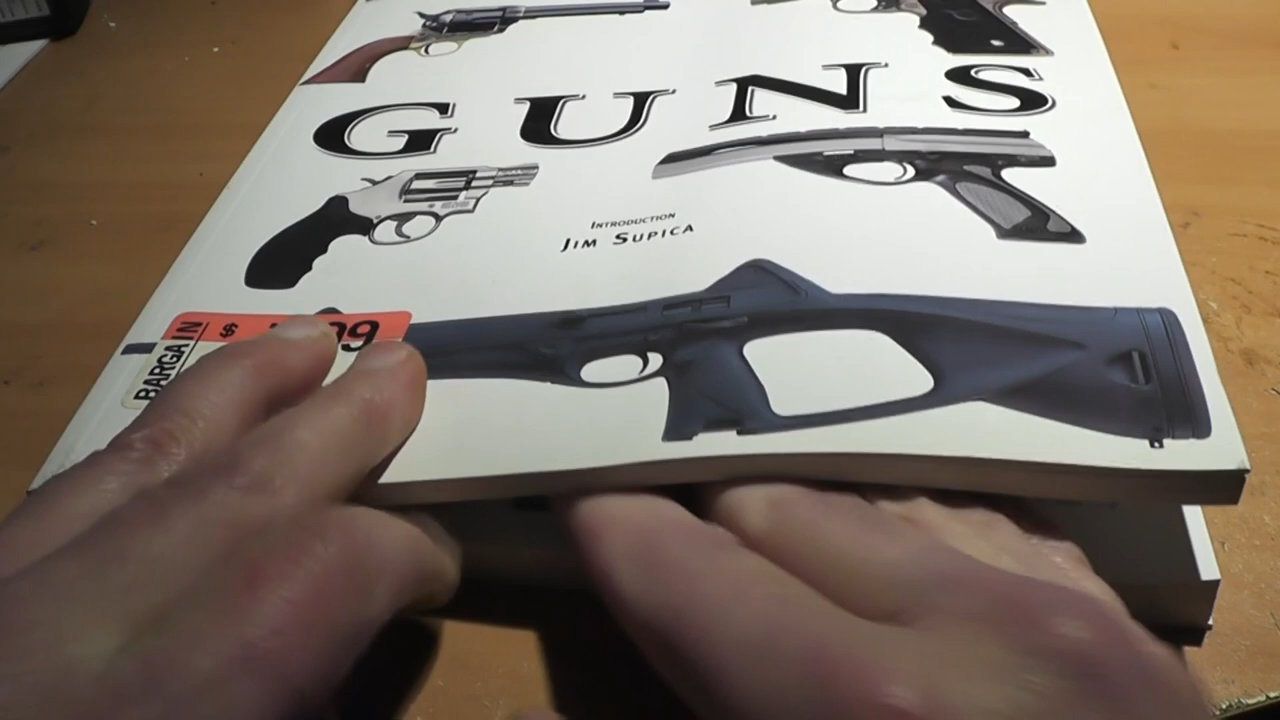 GUNS
INTRODUCTION
JIM SUPICA
BARGAIN
$ 99